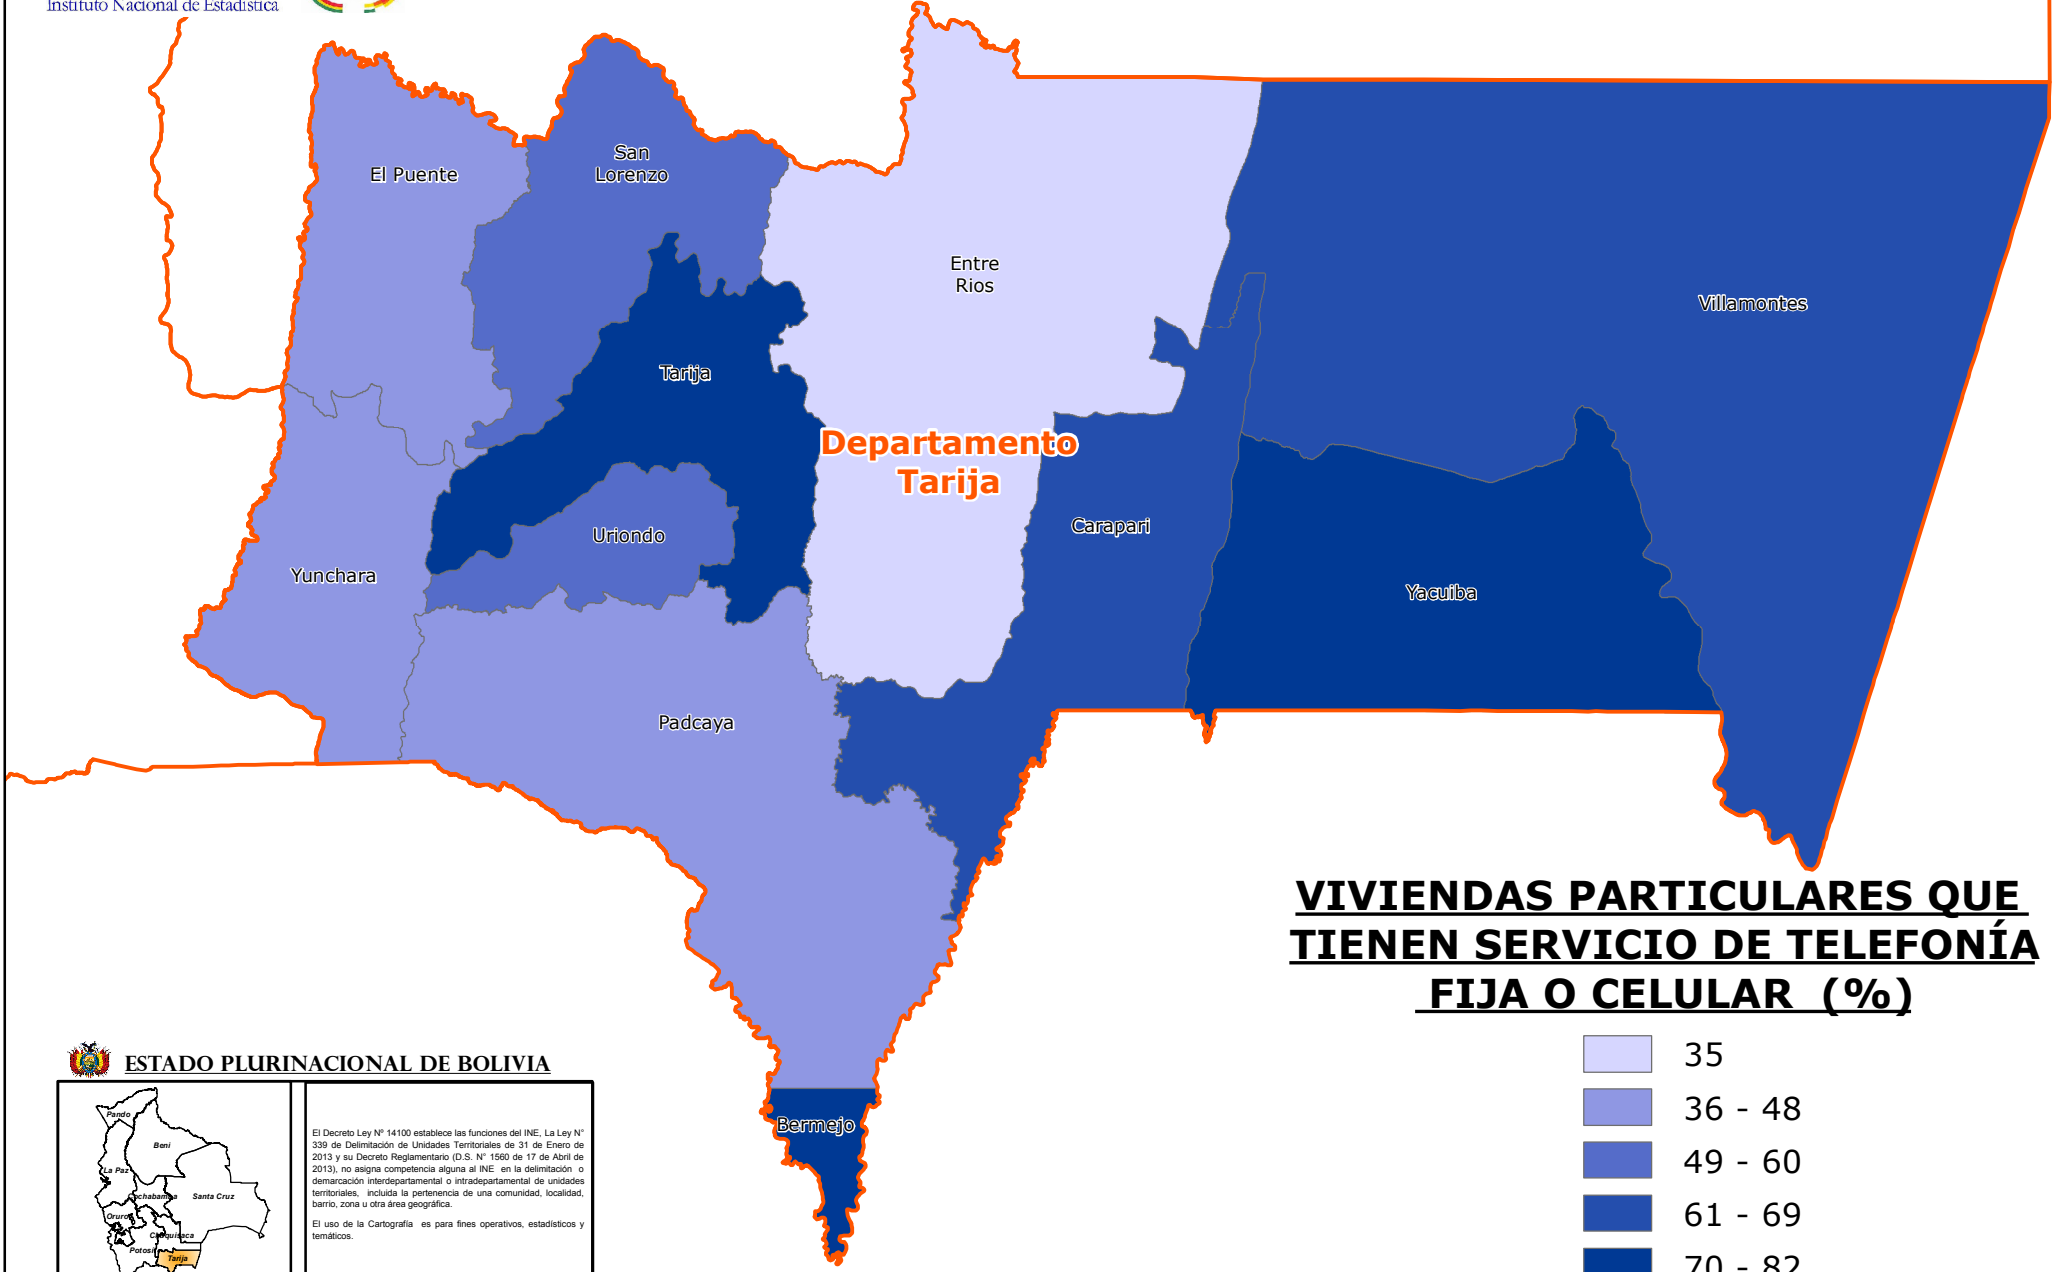 Instituto Nacional de Estadística
El Puente
San
Lorenzo
Entre
Rios
Villamontes
Tarija
Departamento
Tarija
Uriondo
Carapari
Yunchara
Yacuiba
Padcaya
Bermejo
VIVIENDAS PARTICULARES QUE
TIENEN SERVICIO DE TELEFONÍA
FIJA O CELULAR (%)
35
36 - 48
49 - 60
61 - 69
70 - 82
ESTADO PLURINACIONAL DE BOLIVIA
Pando
Beni
La Paz
Cochabamba
Santa Cruz
Oruro
Chuquisaca
Potosi
Tarija
El Decreto Ley Nº 14100 establece las funciones del INE, La Ley N°
339 de Delimitación de Unidades Territoriales de 31 de Enero de
2013 y su Decreto Reglamentario (D.S. N° 1560 de 17 de Abril de
2013), no asigna competencia alguna al INE en la delimitación o
demarcación interdepartamental o intradepartamental de unidades
territoriales, incluida la pertenencia de una comunidad, localidad,
barrio, zona u otra área geográfica.
El uso de la Cartografía es para fines operativos, estadísticos y
temáticos.